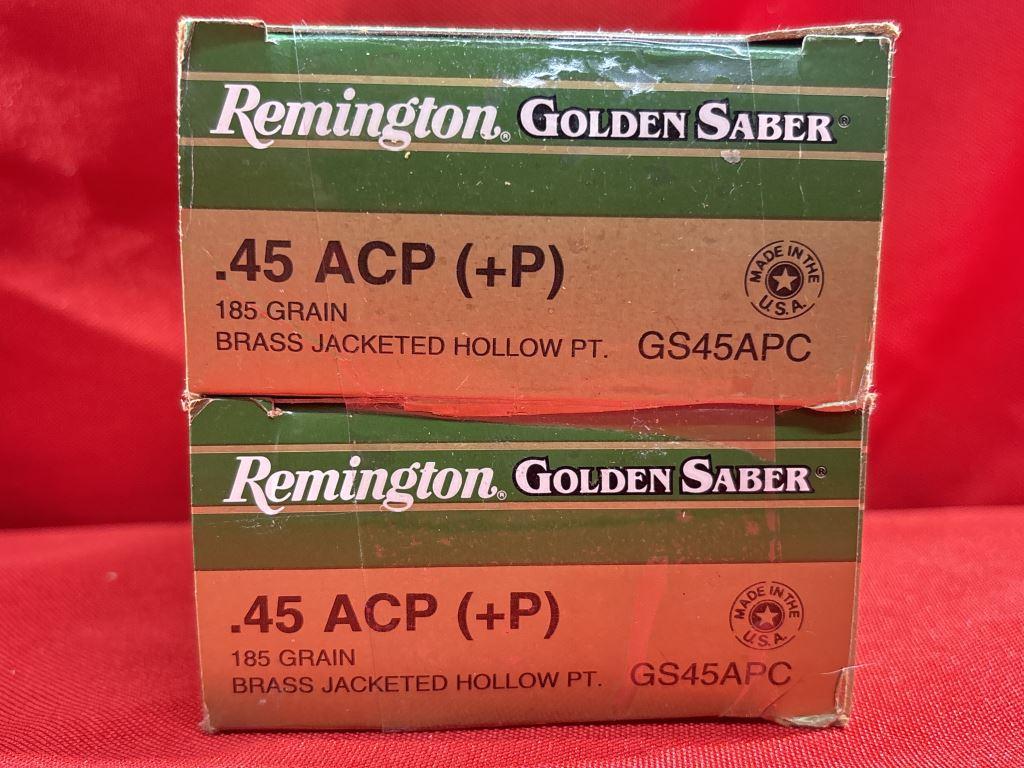 Remington® GOLDEN SABER®
.45 ACP (+P)
MADE IN THE U.S.A.
185 GRAIN
BRASS JACKETED HOLLOW PT. GS45APC
Remington® GOLDEN SABER®
.45 ACP (+P)
MADE IN THE U.S.A.
185 GRAIN
BRASS JACKETED HOLLOW PT. GS45APC